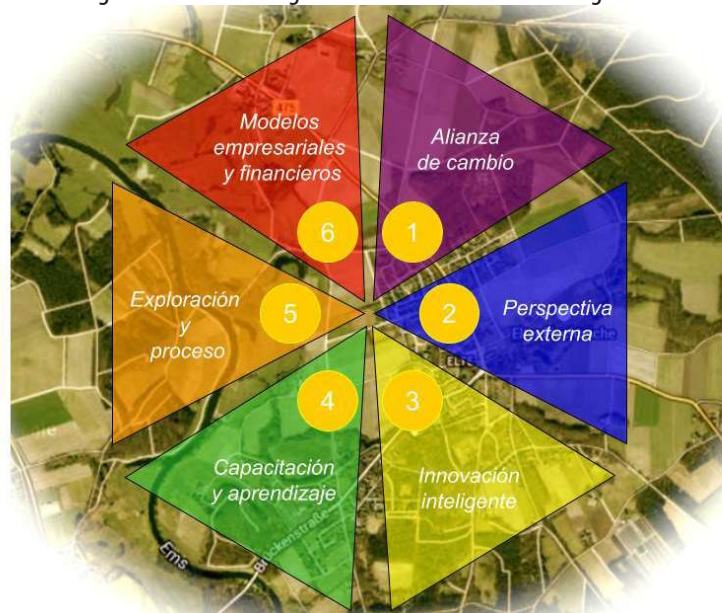 475
Modelos
empresariales
y financieros
Alianza
de cambio
6
1
Exploración
y
proceso
5
2
Perspectiva
externa
4
3
Capacitación
y aprendizaje
Innovación
inteligente
Ems